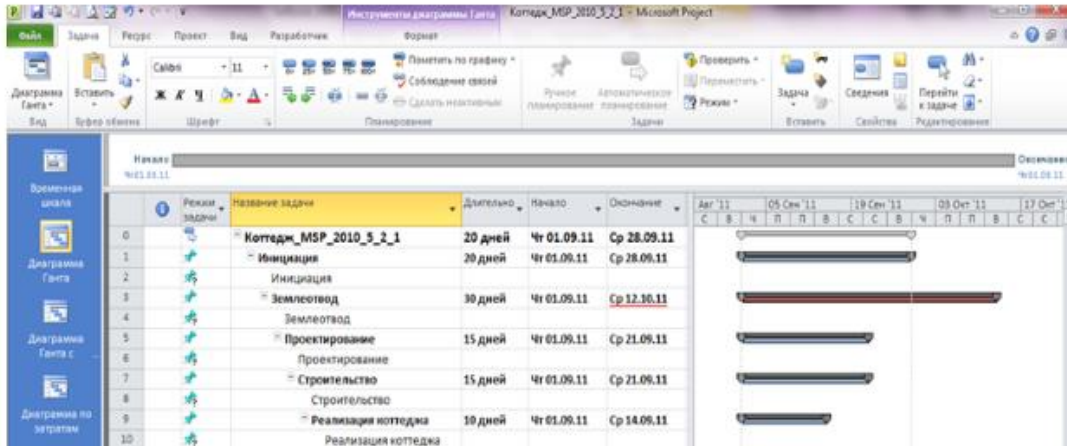 Инструменты диаграммы Ганта Коттедж_MSP_2010_5_2_1 - Microsoft Project
Файл Задача Ресурс Проект Вид Разработчик Формат
Диаграмма Ганта Вставить Calibri 11 Ж К Ч
Пометить по графику
Соблюдение связей
Сделать неактивным
Ручное планирование Автоматическое планирование
Проверить
Переместить
Режим
Задача Сведения Перейти к задаче
Вид Буфер обмена Шрифт Планирование Задачи Вставить Свойства Редактирование
Временная шкала
Начало
Чт 01.09.11
Окончание
Режим задачи Название задачи Длительно Начало Окончание
Авг '11 05 Сен '11 19 Сен '11 03 Окт '11 17 Окт '1
С В Ч П П В С С В Ч П П В С С
0 Коттедж_MSP_2010_5_2_1 20 дней Чт 01.09.11 Ср 28.09.11
1 Инициация 20 дней Чт 01.09.11 Ср 28.09.11
2 Инициация
3 Землеотвод 30 дней Чт 01.09.11 Ср 12.10.11
4 Землеотвод
5 Проектирование 15 дней Чт 01.09.11 Ср 21.09.11
6 Проектирование
7 Строительство 15 дней Чт 01.09.11 Ср 21.09.11
8 Строительство
9 Реализация коттеджа 10 дней Чт 01.09.11 Ср 14.09.11
10 Реализация коттеджа
Диаграмма Ганта
Диаграмма Ганта с
Диаграмма по затратам